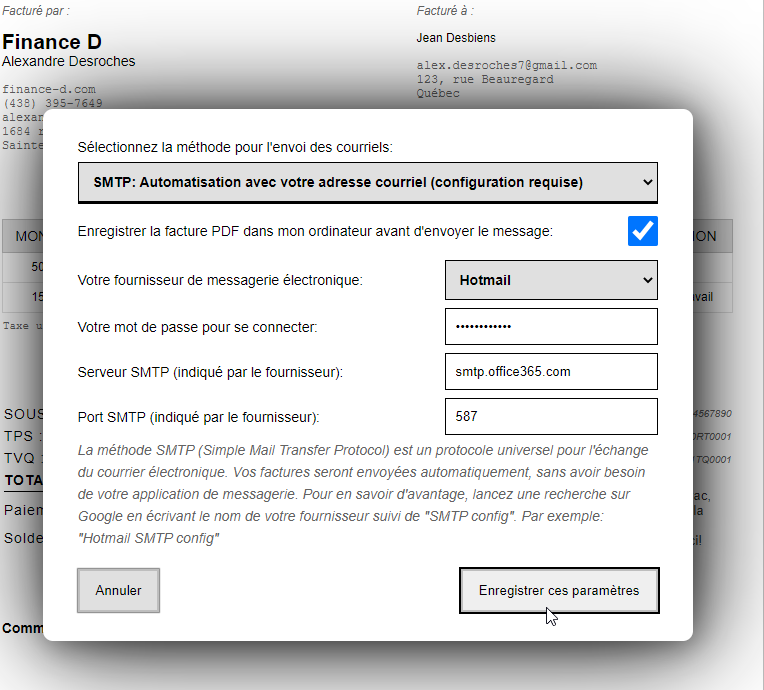 Facturé par :
Facturé à :
Finance D
Jean Desbiens
Alexandre Desroches
alex.desroches7@gmail.com
finance-d.com
123, rue Beauregard
(438) 395-7649
Québec
1684
Sainte
Sélectionnez la méthode pour l'envoi des courriels:
SMTP: Automatisation avec votre adresse courriel (configuration requise)
Enregistrer la facture PDF dans mon ordinateur avant d'envoyer le message:
Votre fournisseur de messagerie électronique:
Hotmail
Votre mot de passe pour se connecter:
••••••••••••
Serveur SMTP (indiqué par le fournisseur):
smtp.office365.com
Port SMTP (indiqué par le fournisseur):
587
La méthode SMTP (Simple Mail Transfer Protocol) est un protocole universel pour l'échange
du courrier électronique. Vos factures seront envoyées automatiquement, sans avoir besoin
de votre application de messagerie. Pour en savoir d'avantage, lancez une recherche sur
Google en écrivant le nom de votre fournisseur suivi de "SMTP config". Par exemple:
"Hotmail SMTP config"
Annuler
Enregistrer ces paramètres
MON
ION
50
15
vail
Taxe u
SOUS
4567890
TPS :
RT0001
TVQ :
TQ0001
TOTA
ac,
Paiem
la
Solde
ci!
Comm